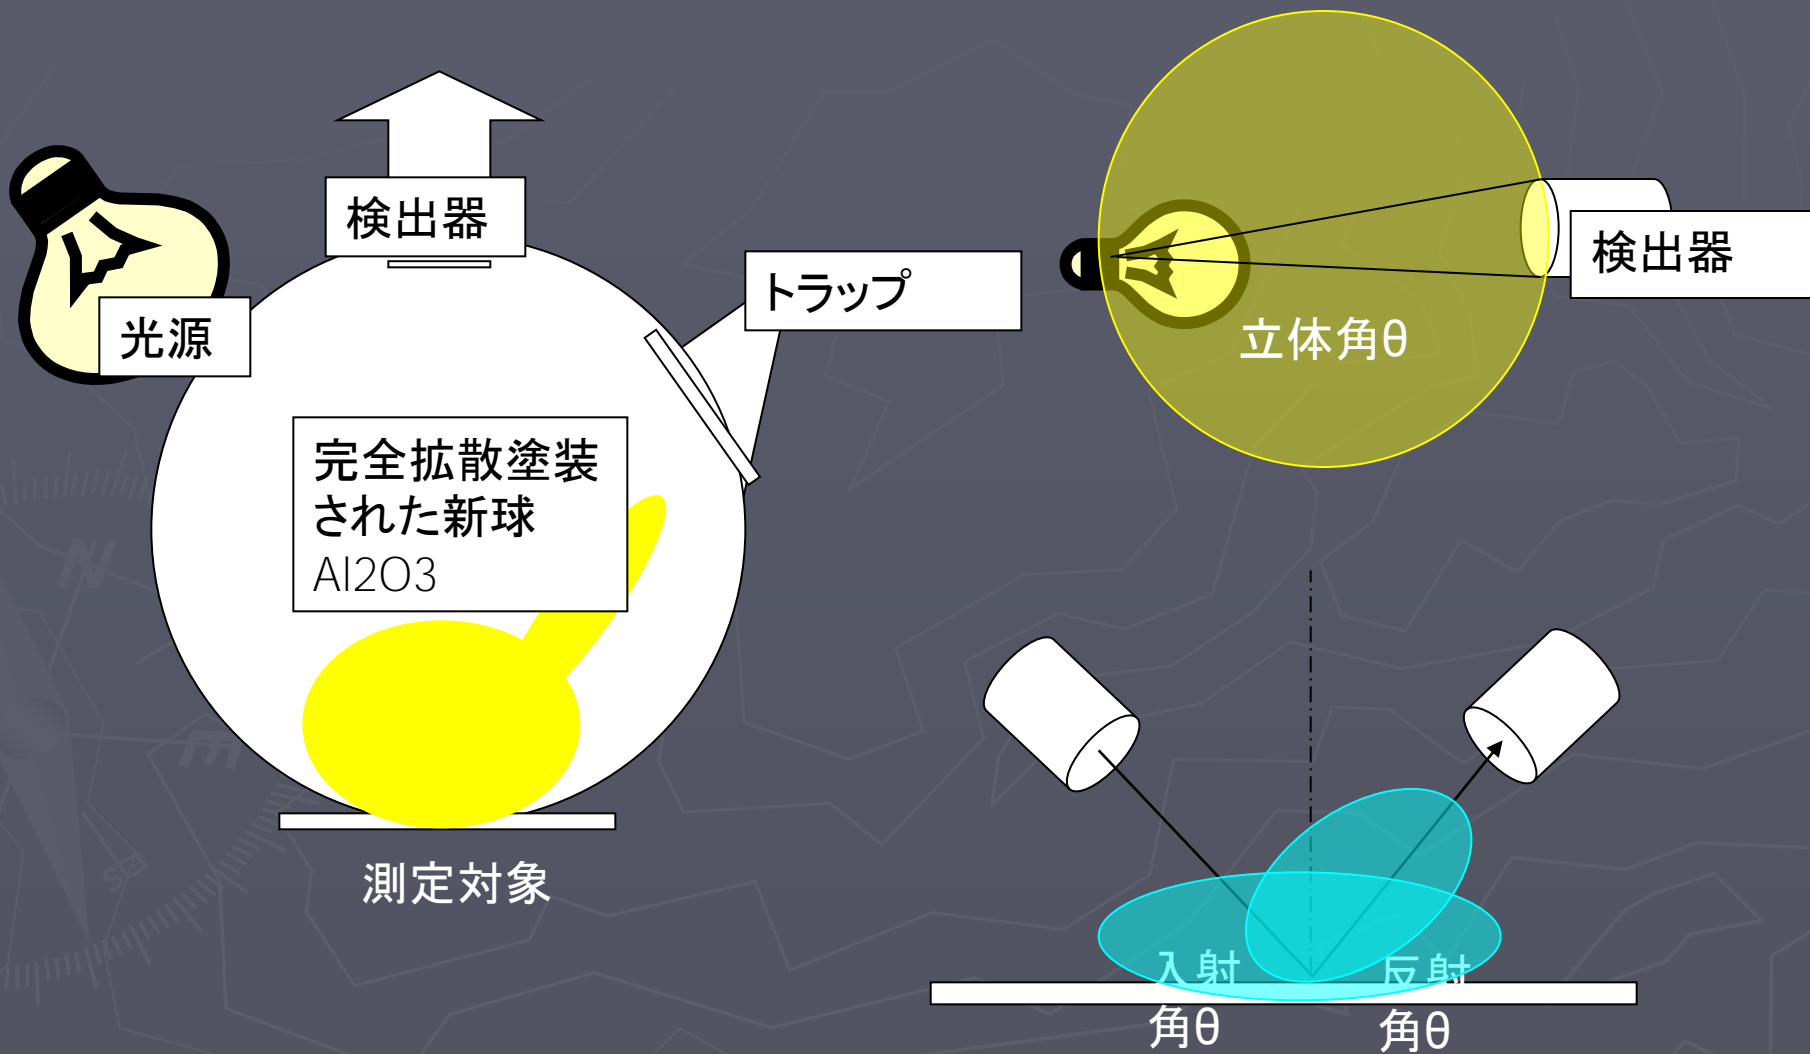 検出器
光源
トラップ
完全拡散塗装
された新球
Al2O3
測定対象
検出器
立体角θ
入射
角θ
反射
角θ
N
E
SE